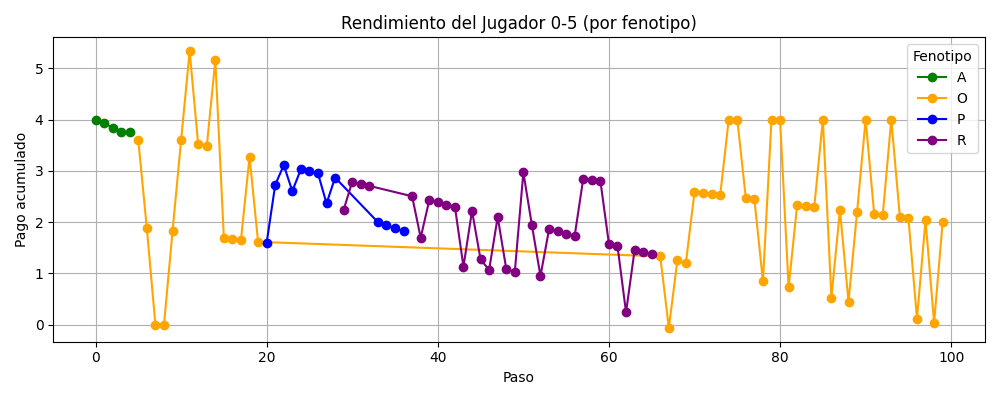 Rendimiento del Jugador 0-5 (por fenotipo)
Pago acumulado
5
4
3
2
1
0
0
20
40
60
80
100
Paso
Fenotipo
A
O
P
R